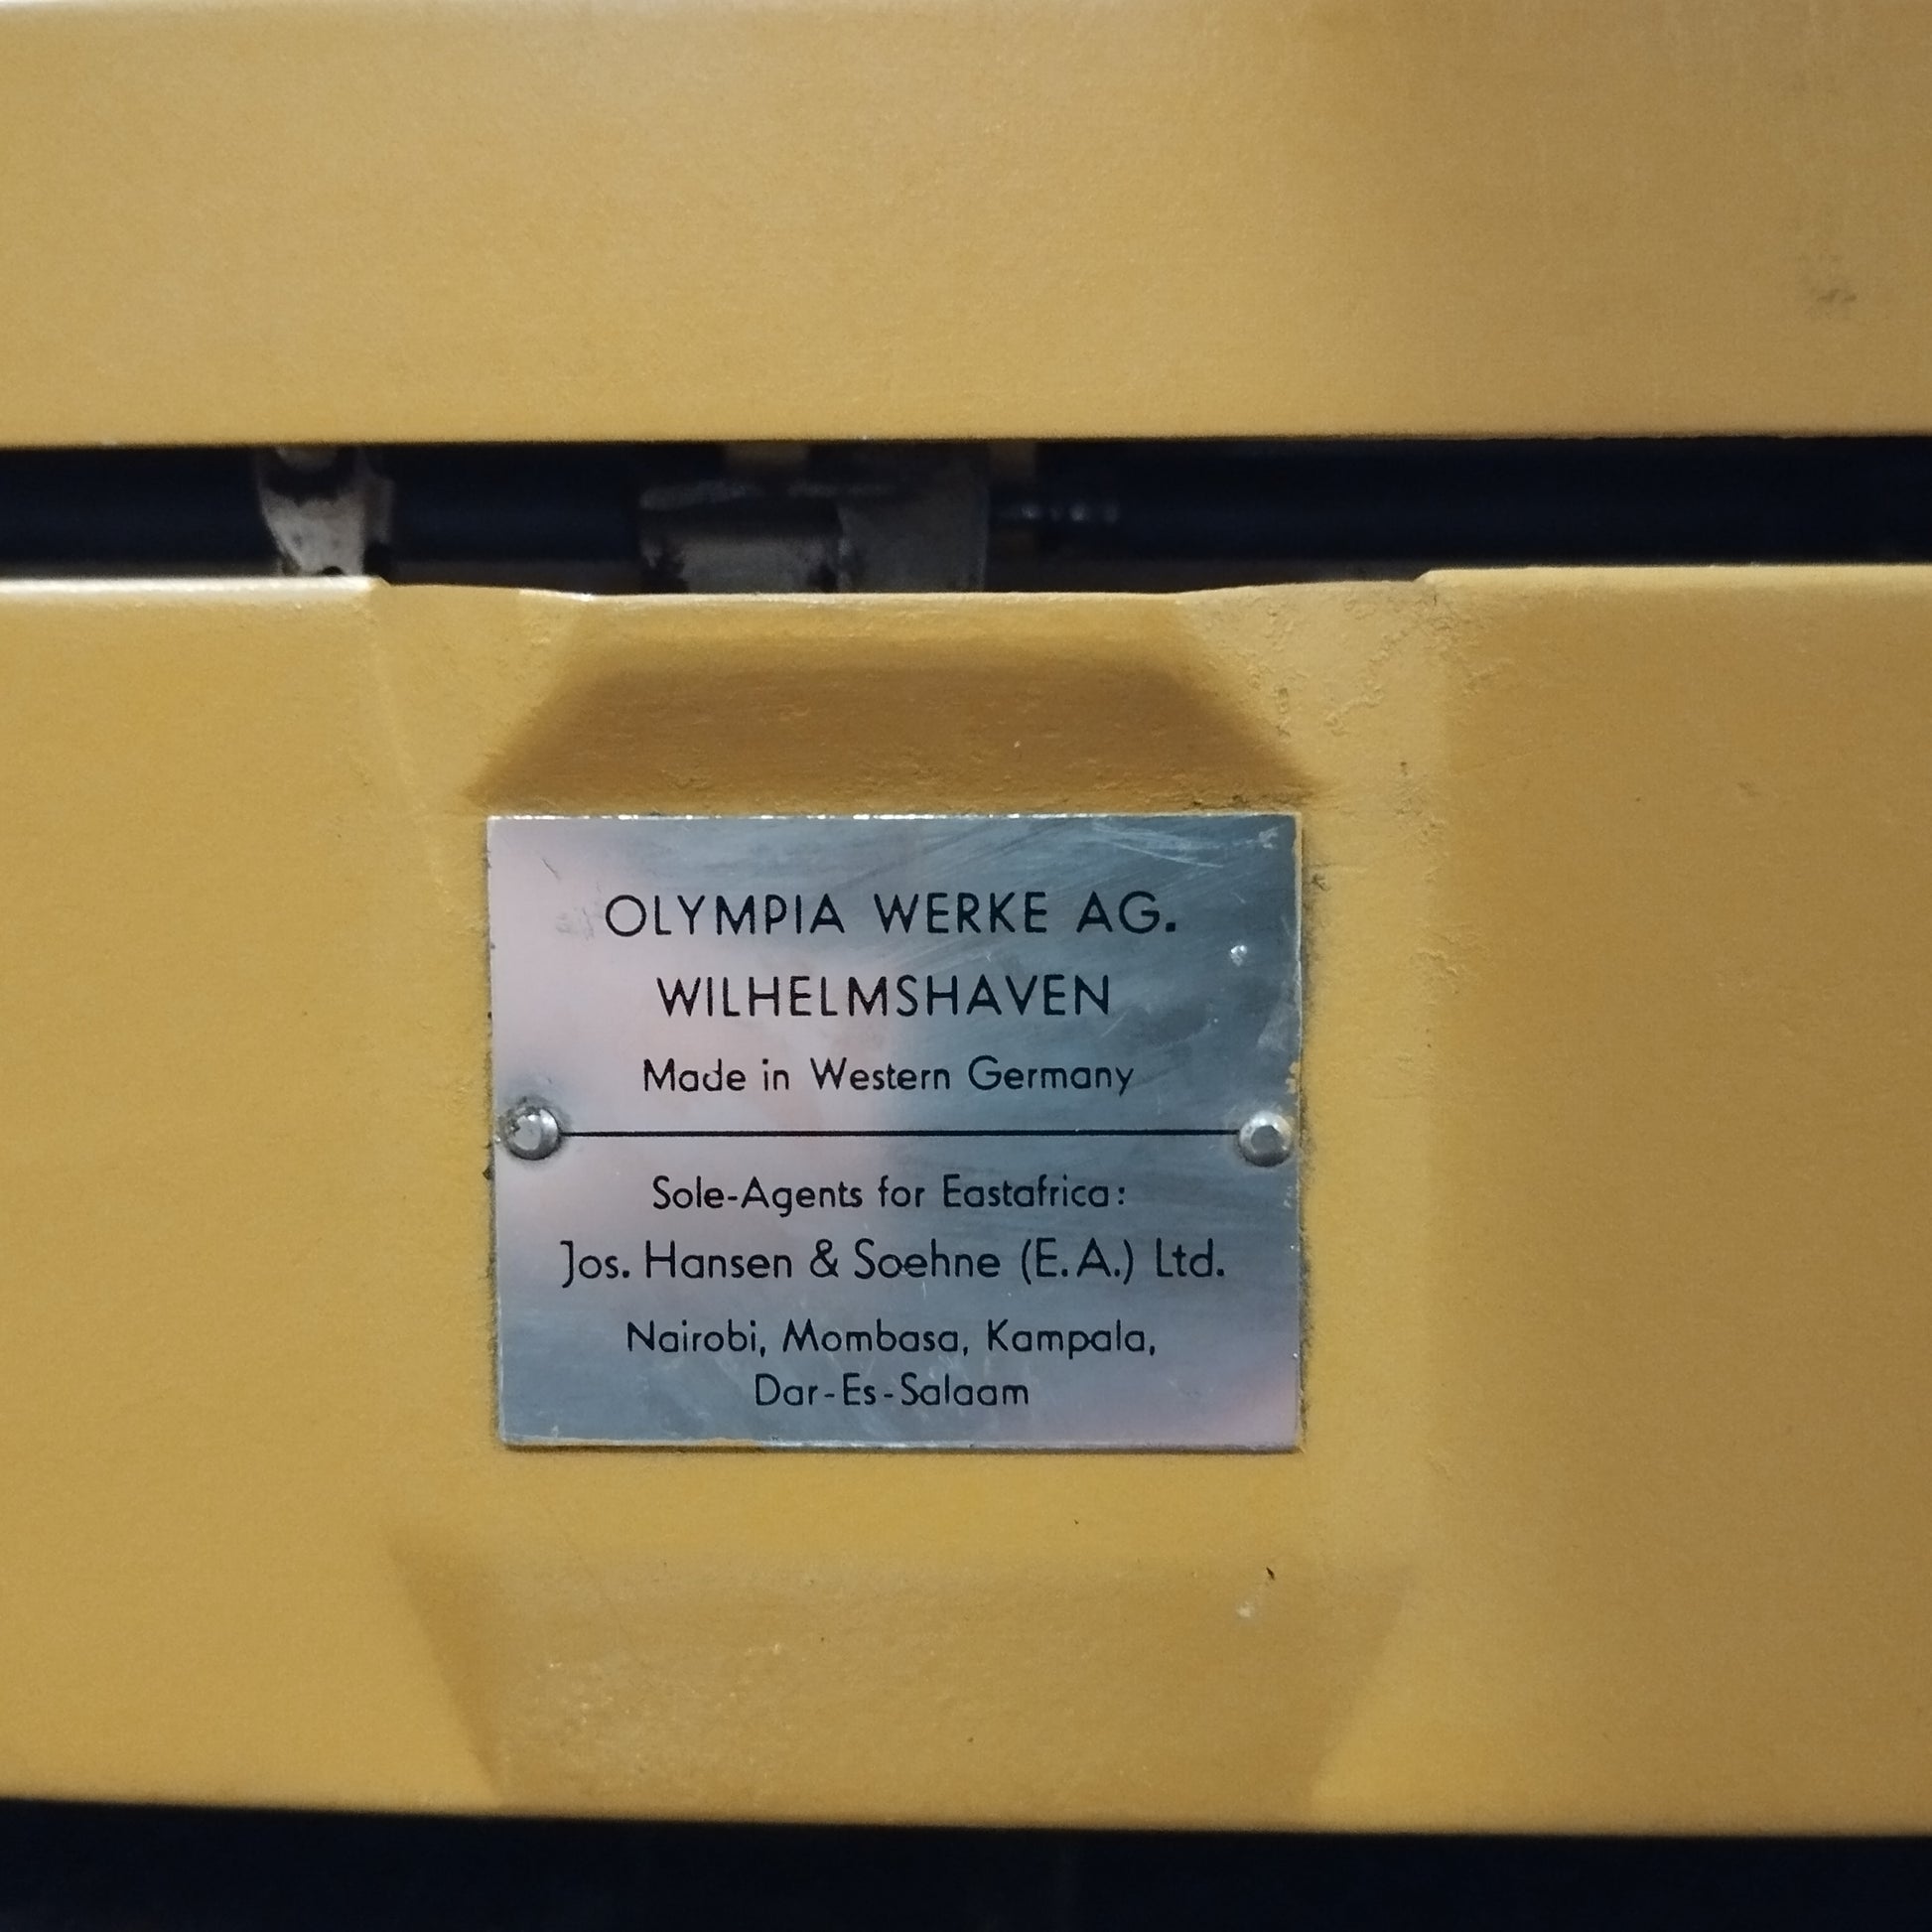 OLYMPIA WERKE AG.
WILHELMSHAVEN
Made in Western Germany
Sole-Agents for Eastafrica:
Jos. Hansen & Soehne (E.A.) Ltd.
Nairobi, Mombasa, Kampala,
Dar-Es-Salaam